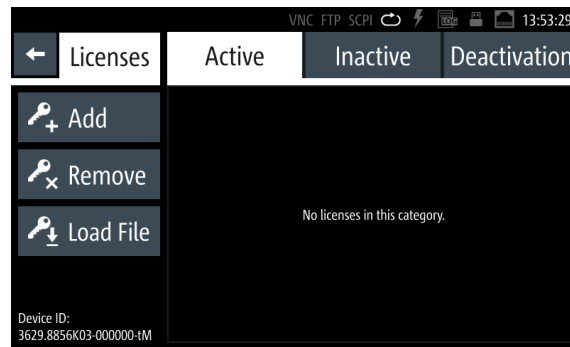 VNC FTP SCPI LOG 13:53:29
Licenses Active Inactive Deactivation
Add
Remove
No licenses in this category.
Load File
Device ID:
3629.8856K03-000000-tM